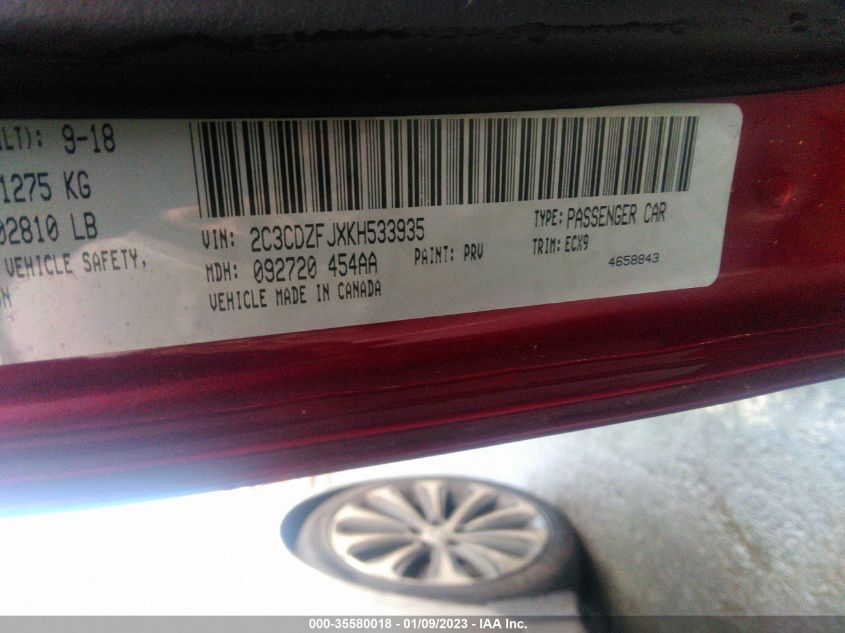 LT): 9-18
1275 KG
02810 LB
VEHICLE SAFETY,
ON
VIN: 2C3CDZFJXKH533935
TYPE: PASSENGER CAR
MDH: 092720 454AA
PAINT: PRV
TRIM: ECX9
VEHICLE MADE IN CANADA
4658843
000-35580018 - 01/09/2023 - IAA Inc.